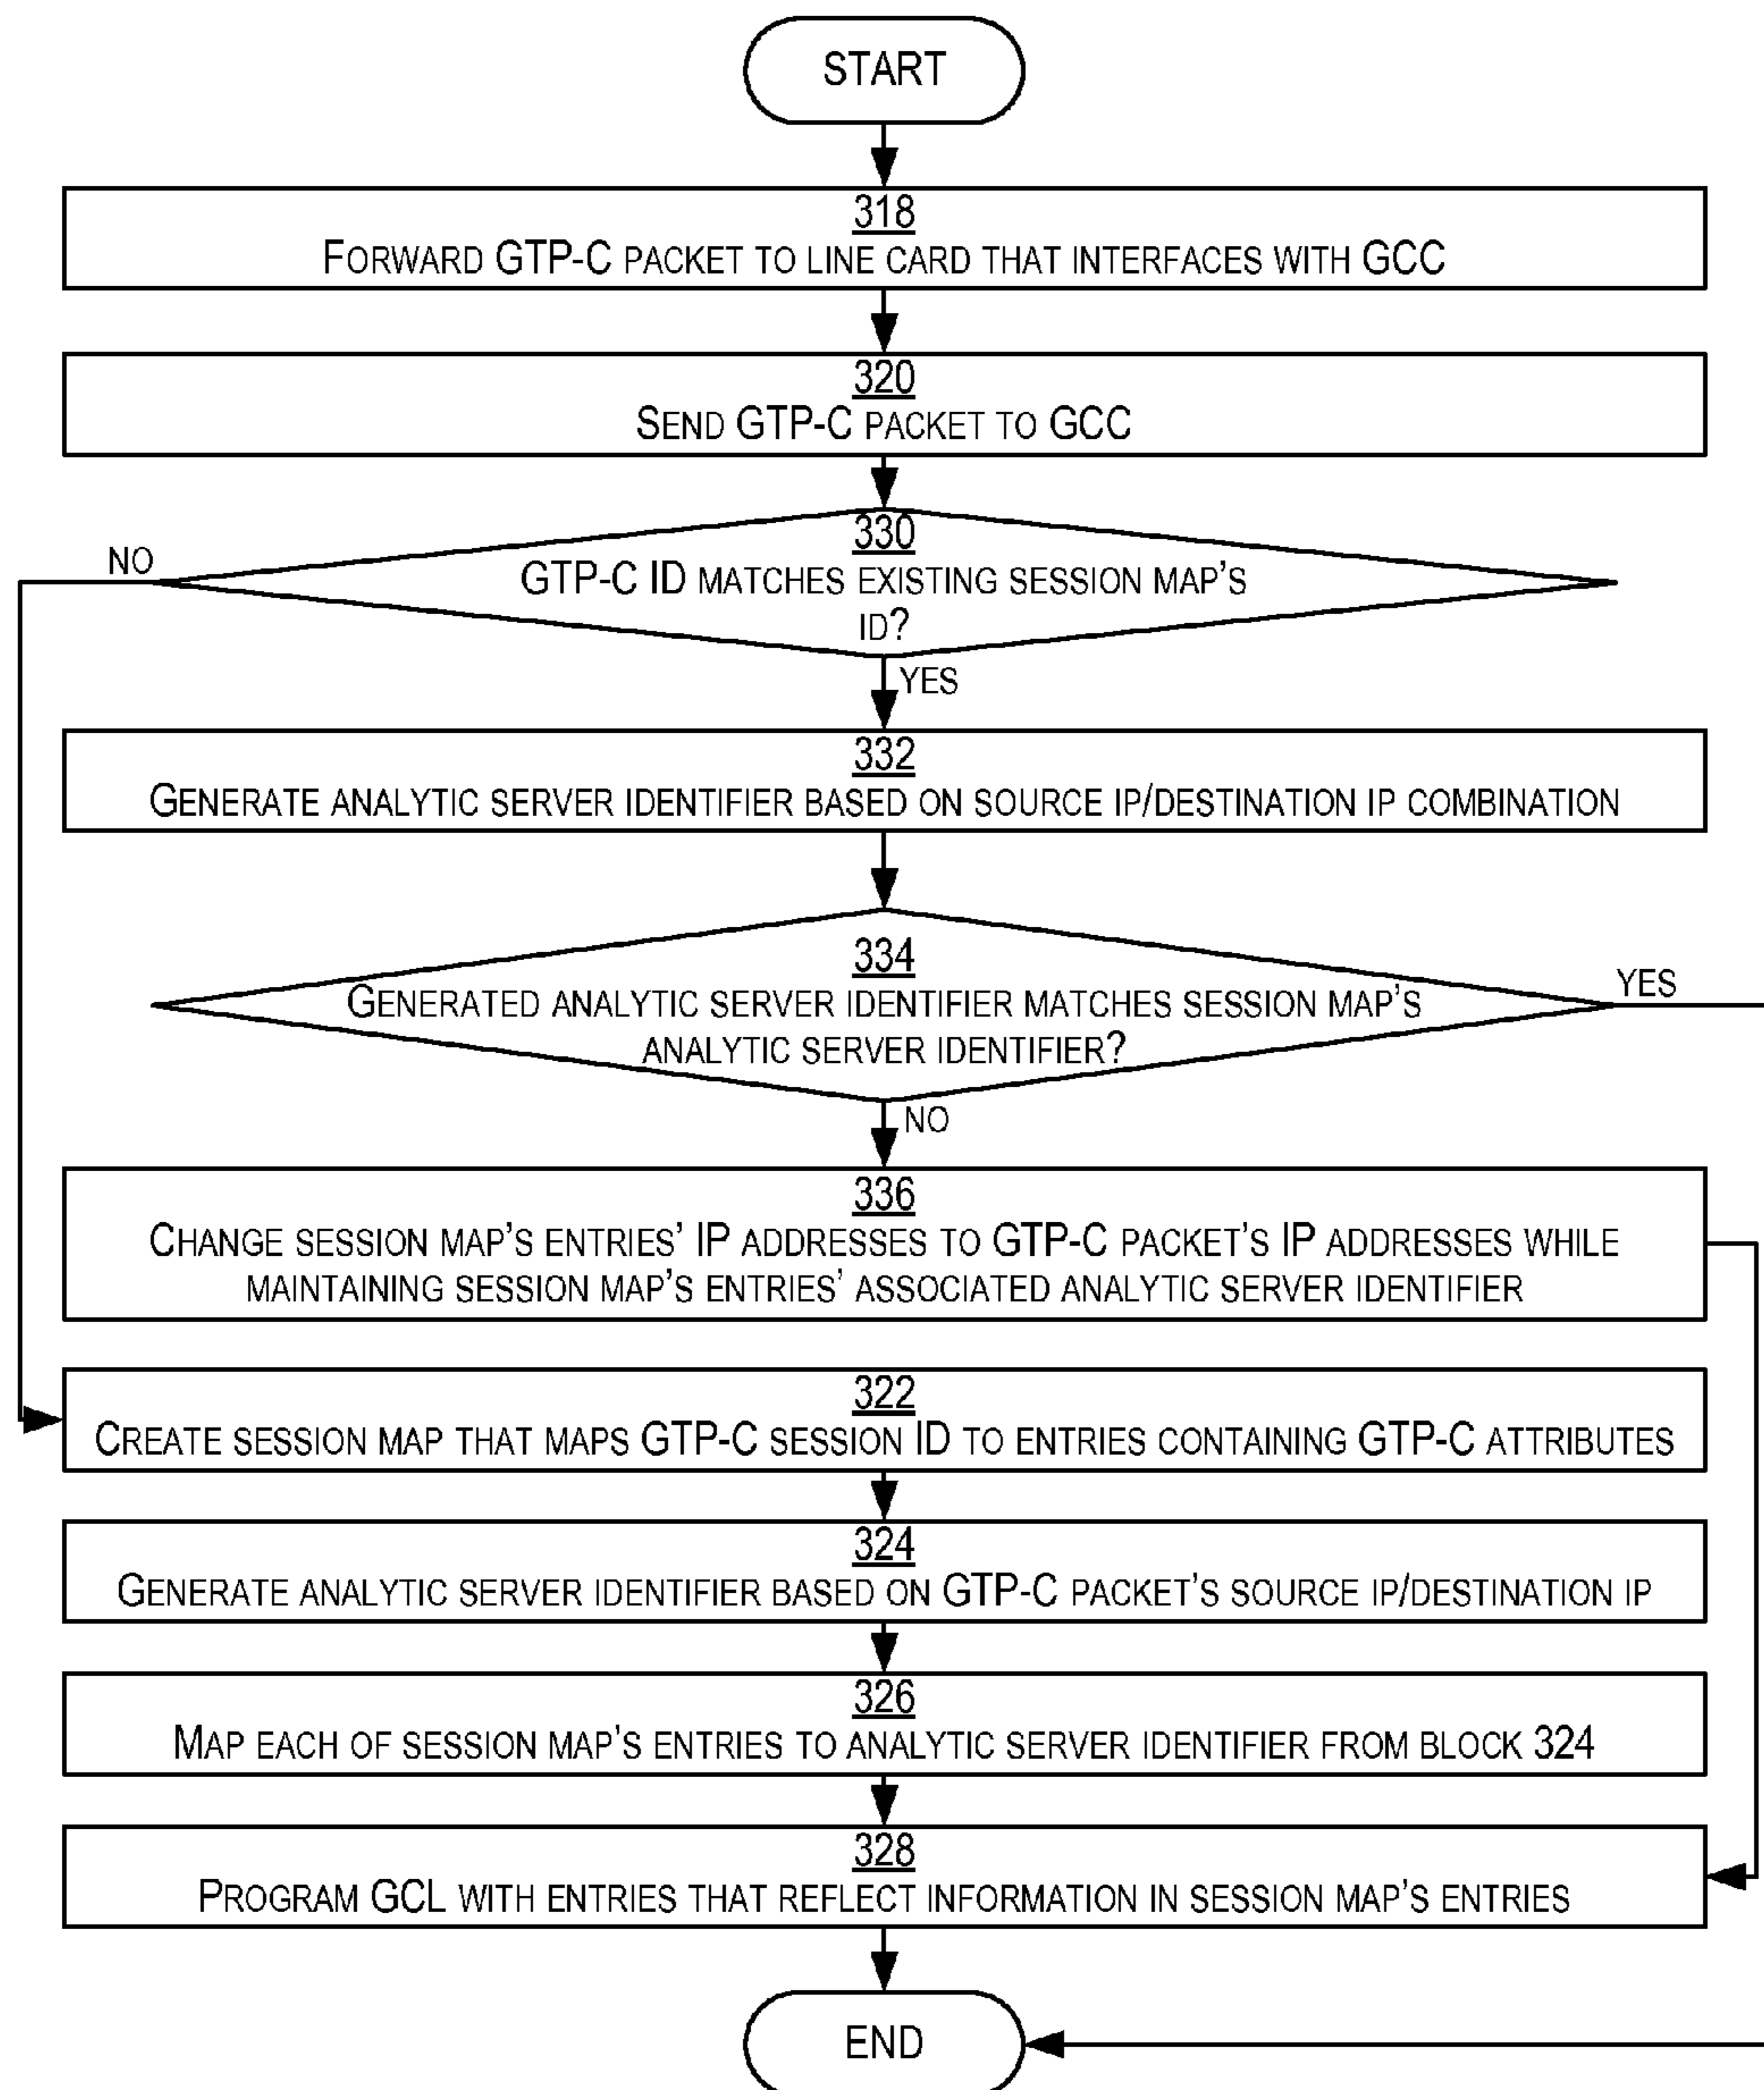 START
318
FORWARD GTP-C PACKET TO LINE CARD THAT INTERFACES WITH GCC
320
SEND GTP-C PACKET TO GCC
330
NO
GTP-C ID MATCHES EXISTING SESSION MAP'S
ID?
YES
332
GENERATE ANALYTIC SERVER IDENTIFIER BASED ON SOURCE IP/DESTINATION IP COMBINATION
334
YES
GENERATED ANALYTIC SERVER IDENTIFIER MATCHES SESSION MAP'S
ANALYTIC SERVER IDENTIFIER?
NO
336
CHANGE SESSION MAP'S ENTRIES' IP ADDRESSES TO GTP-C PACKET'S IP ADDRESSES WHILE
MAINTAINING SESSION MAP'S ENTRIES' ASSOCIATED ANALYTIC SERVER IDENTIFIER
322
CREATE SESSION MAP THAT MAPS GTP-C SESSION ID TO ENTRIES CONTAINING GTP-C ATTRIBUTES
324
GENERATE ANALYTIC SERVER IDENTIFIER BASED ON GTP-C PACKET'S SOURCE IP/DESTINATION IP
326
MAP EACH OF SESSION MAP'S ENTRIES TO ANALYTIC SERVER IDENTIFIER FROM BLOCK 324
328
PROGRAM GCL WITH ENTRIES THAT REFLECT INFORMATION IN SESSION MAP'S ENTRIES
END